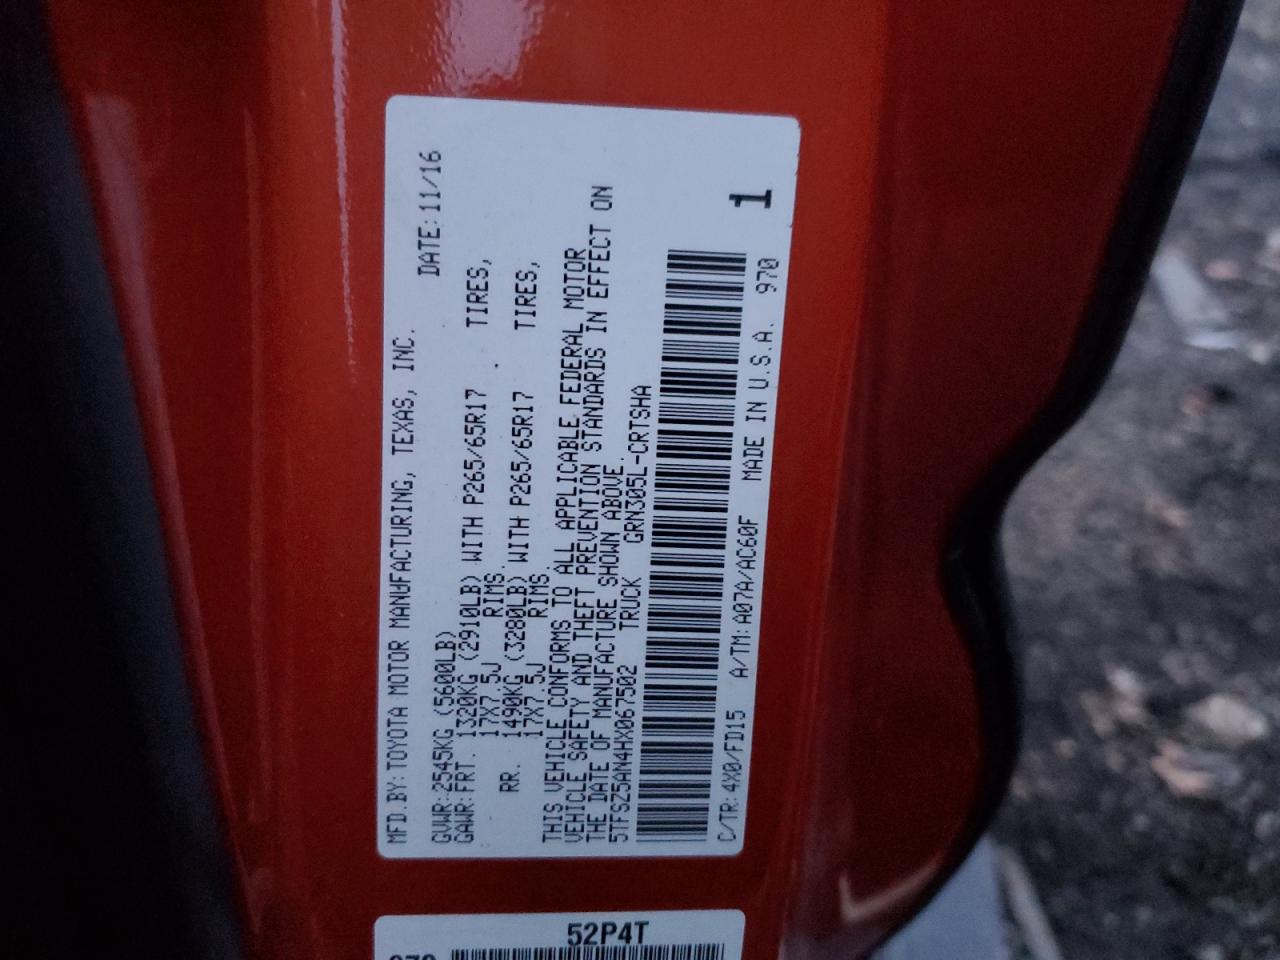 MFD.BY:TOYOTA MOTOR MANUFACTURING, TEXAS, INC.
DATE:11/16
GVWR:2545KG (5600LB)
GAWR:FRT. 1320KG (2910LB) WITH P265/65R17 TIRES,
17X7.5J RIMS.
RR. 1490KG (3280LB) WITH P265/65R17 TIRES,
17X7.5J RIMS.
THIS VEHICLE CONFORMS TO ALL APPLICABLE FEDERAL MOTOR
VEHICLE SAFETY AND THEFT PREVENTION STANDARDS IN EFFECT ON
THE DATE OF MANUFACTURE SHOWN ABOVE.
5TFSZ5AN4HX067502 TRUCK GRN305L-CRTSHA
C/TR:4X0/FD15 A/TM:A07A/AC60F MADE IN U.S.A. 970
1
52P4T